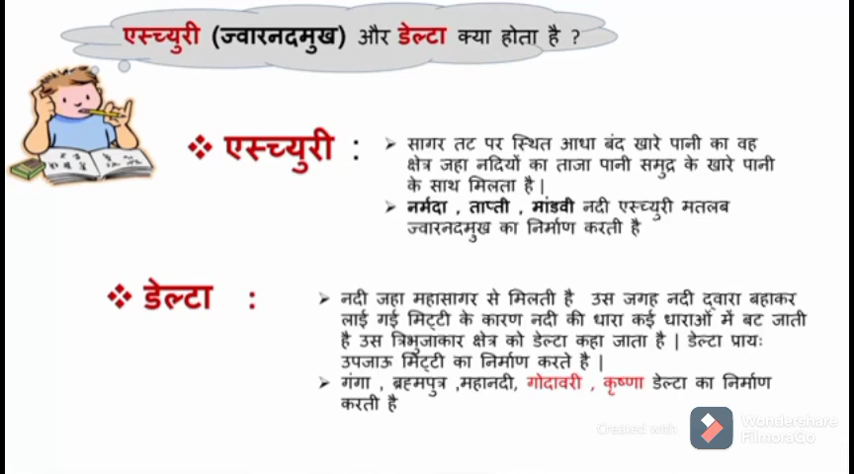 एस्च्युरी (ज्वारनदमुख) और डेल्टा क्या होता है ?
❖ एस्च्युरी : ➢ सागर तट पर स्थित आधा बंद खारे पानी का वह
क्षेत्र जहा नदियों का ताजा पानी समुद्र के खारे पानी
के साथ मिलता है |
➢ नर्मदा , ताप्ती , मांडवी नदी एस्च्युरी मतलब
ज्वारनदमुख का निर्माण करती है
❖ डेल्टा : ➢ नदी जहा महासागर से मिलती है उस जगह नदी द्वारा बहाकर
लाई गई मिट्टी के कारण नदी की धारा कई धाराओं में बट जाती
है उस त्रिभुजाकार क्षेत्र को डेल्टा कहा जाता है | डेल्टा प्रायः
उपजाऊ मिट्टी का निर्माण करते है |
➢ गंगा , ब्रह्मपुत्र ,महानदी, गोदावरी , कृष्णा डेल्टा का निर्माण
करती है
Created with
Wondershare
FilmoraGo